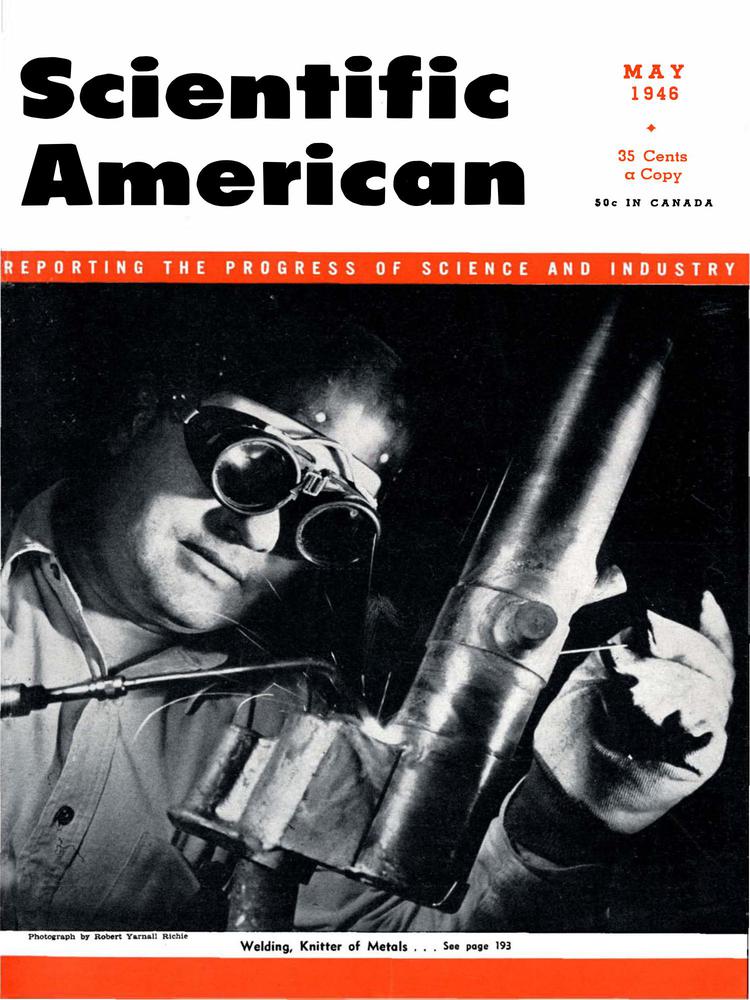 Scientific
American
MAY
1946
35 Cents
a Copy
50c IN CANADA
REPORTING THE PROGRESS OF SCIENCE AND INDUSTRY
Photograph by Robert Yarnall Richie
Welding, Knitter of Metals . . . See page 193